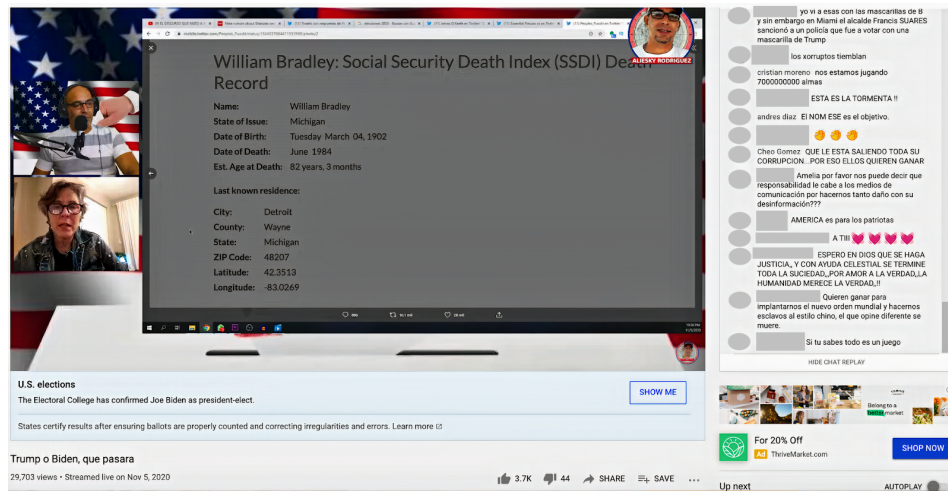 ALIESKY RODRIGUEZ
William Bradley: Social Security Death Index (SSDI) Death
Record
Name: William Bradley
State of Issue: Michigan
Date of Birth: Tuesday March 04, 1902
Date of Death: June 1984
Est. Age at Death: 82 years, 3 months
Last known residence:
City: Detroit
County: Wayne
State: Michigan
ZIP Code: 48207
Latitude: 42.3513
Longitude: -83.0269
U.S. elections
The Electoral College has confirmed Joe Biden as president-elect.
SHOW ME
States certify results after ensuring ballots are properly counted and correcting irregularities and errors. Learn more
Trump o Biden, que pasara
29,703 views • Streamed live on Nov 5, 2020
3.7K 44 SHARE SAVE
yo vi a esas con las mascarillas de B
y sin embargo en Miami el alcalde Francis SUARES
sancionó a un policía que fue a votar con una
mascarilla de Trump
los xorruptos tiemblan
cristian moreno nos estamos jugando
7000000000 almas
ESTA ES LA TORMENTA !!
andres diaz El NOM ESE es el objetivo.
Cheo Gomez QUE LE ESTA SALIENDO TODA SU
CORRUPCION...POR ESO ELLOS QUIEREN GANAR
Amelia por favor nos puede decir que
responsabilidad le cabe a los medios de
comunicación por hacernos tanto daño con su
desinformación???
AMERICA es para los patriotas
A TIII
ESPERO EN DIOS QUE SE HAGA
JUSTICIA,, Y CON AYUDA CELESTIAL SE TERMINE
TODA LA SUCIEDAD,,POR AMOR A LA VERDAD,,LA
HUMANIDAD MERECE LA VERDAD,,!!
Quieren ganar para
implantarnos el nuevo orden mundial y hacernos
esclavos al estilo chino, el que opine diferente se
muere.
Si tu sabes todo es un juego
HIDE CHAT REPLAY
Belong to a
better market
For 20% Off
Ad ThriveMarket.com
SHOP NOW
Up next
AUTOPLAY